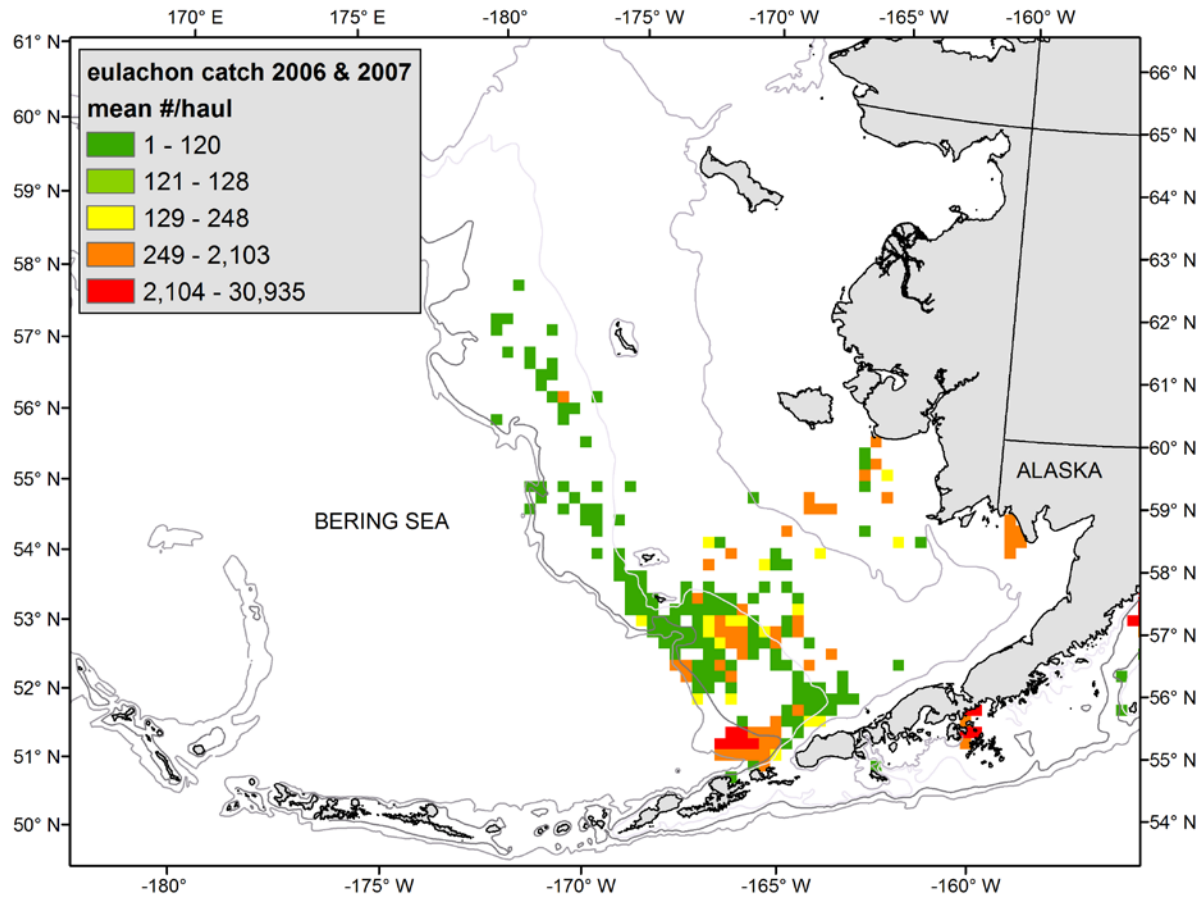 170° E 175° E -180° -175° W -170° W -165° W -160° W
eulachon catch 2006 & 2007
mean #/haul
1 - 120
121 - 128
129 - 248
249 - 2,103
2,104 - 30,935
61° N
60° N
59° N
58° N
57° N
56° N
55° N
54° N
53° N
52° N
51° N
50° N
BERING SEA
ALASKA
66° N
65° N
64° N
63° N
62° N
61° N
60° N
59° N
58° N
57° N
56° N
55° N
54° N
-180° -175° W -170° W -165° W -160° W